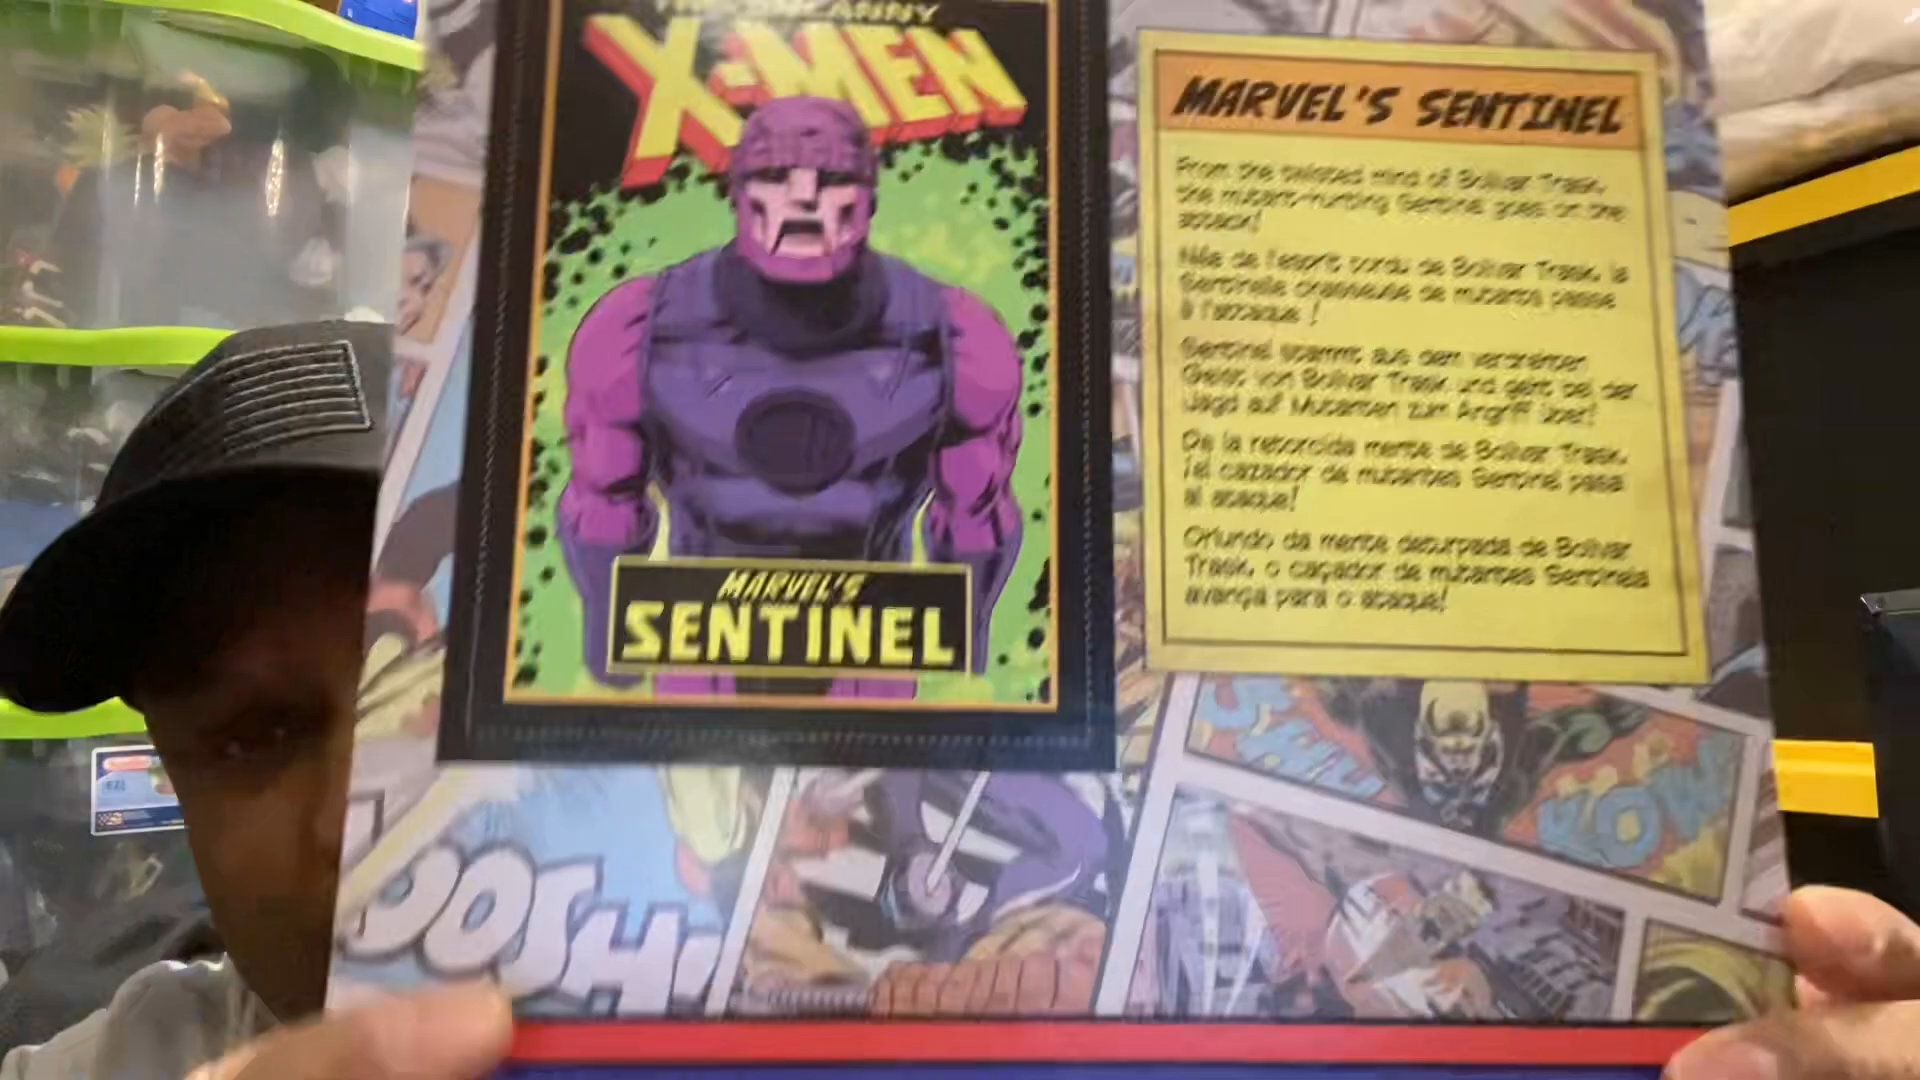 THE UNCANNY
X-MEN
MARVEL'S
SENTINEL
MARVEL'S SENTINEL
From the twisted mind of Bolivar Trask,
the mutant-hunting Sentinel goes on the
attack!
Née de l'esprit tordu de Bolivar Trask, la
Sentinelle chasseuse de mutants passe
à l'attaque !
Sentinel stammt aus dem verdrehten
Geist von Bolivar Trask und geht bei der
Jagd auf Mutanten zum Angriff über!
De la retorcida mente de Bolivar Trask,
¡el cazador de mutantes Sentinel pasa
al ataque!
Oriundo da mente deturpada de Bolivar
Trask, o caçador de mutantes Sentinela
avança para o ataque!
OOSH!
KOW